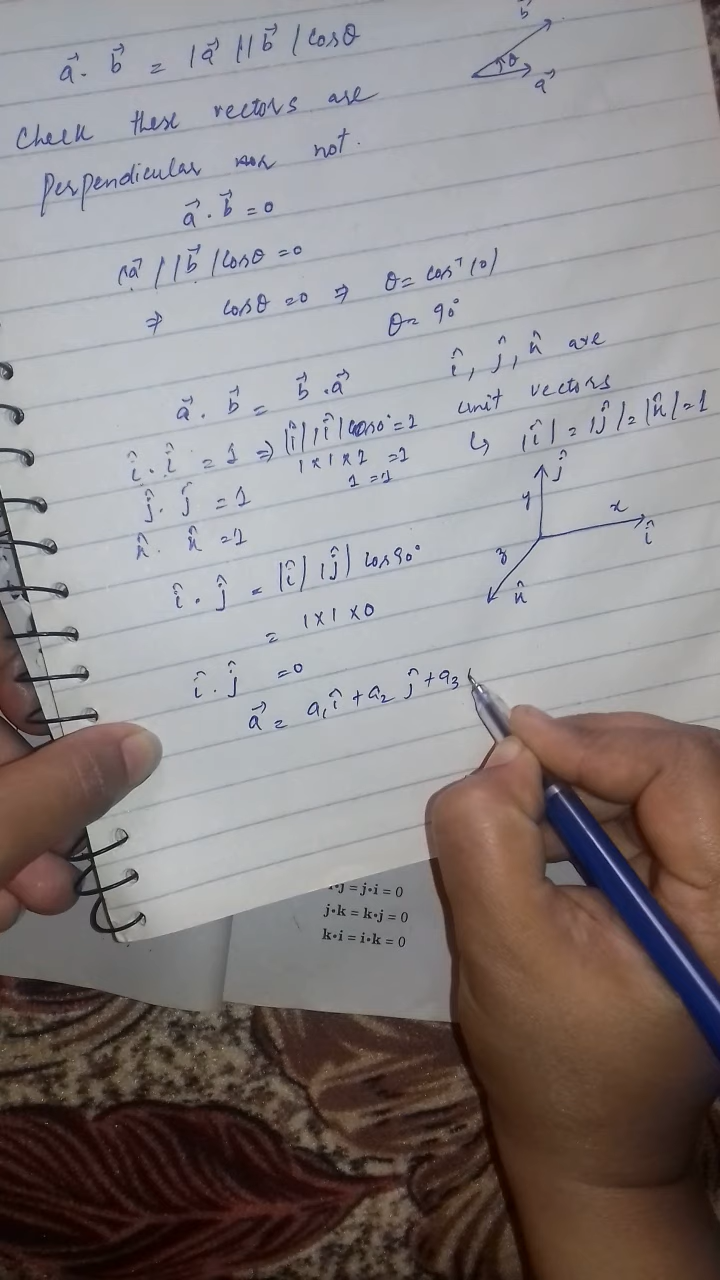 a⃗ . b⃗ = |a⃗ ||b⃗ | cosθ
b⃗
θ
a⃗
Check these vectors are
perpendicular or not.
a⃗ . b⃗ = 0
|a⃗ | |b⃗ | cosθ = 0
⇒ cosθ = 0 ⇒ θ = cos⁻¹(0)
θ = 90°
a⃗ . b⃗ = b⃗ . a⃗
î, ĵ, k̂ are
unit vectors
↳ |î| = |ĵ| = |k̂| = 1
î . î = 1 ⇒ |î| |î| cos0° = 1
1 x 1 x 1 = 1
1 = 1
ĵ . ĵ = 1
k̂ . k̂ = 1
ĵ
y
x
î
z
k̂
î . ĵ = |î| |ĵ| cos90°
= 1 x 1 x 0
î . ĵ = 0
a⃗ = a₁î + a₂ ĵ + a₃
j•i = 0
j•k = k•j = 0
k•i = i•k = 0